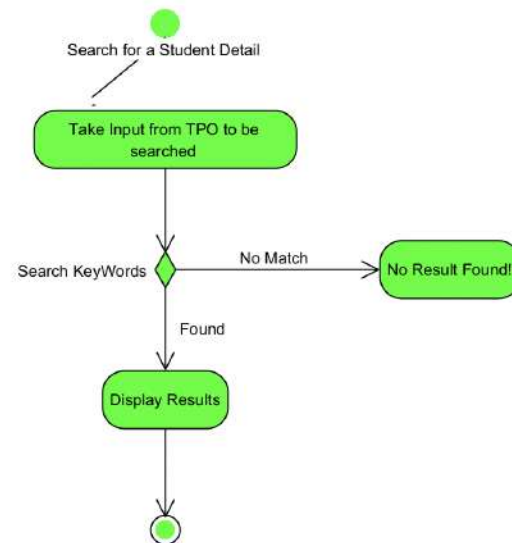 Search for a Student Detail
Take Input from TPO to be
searched
Search KeyWords
No Match
No Result Found!
Found
Display Results